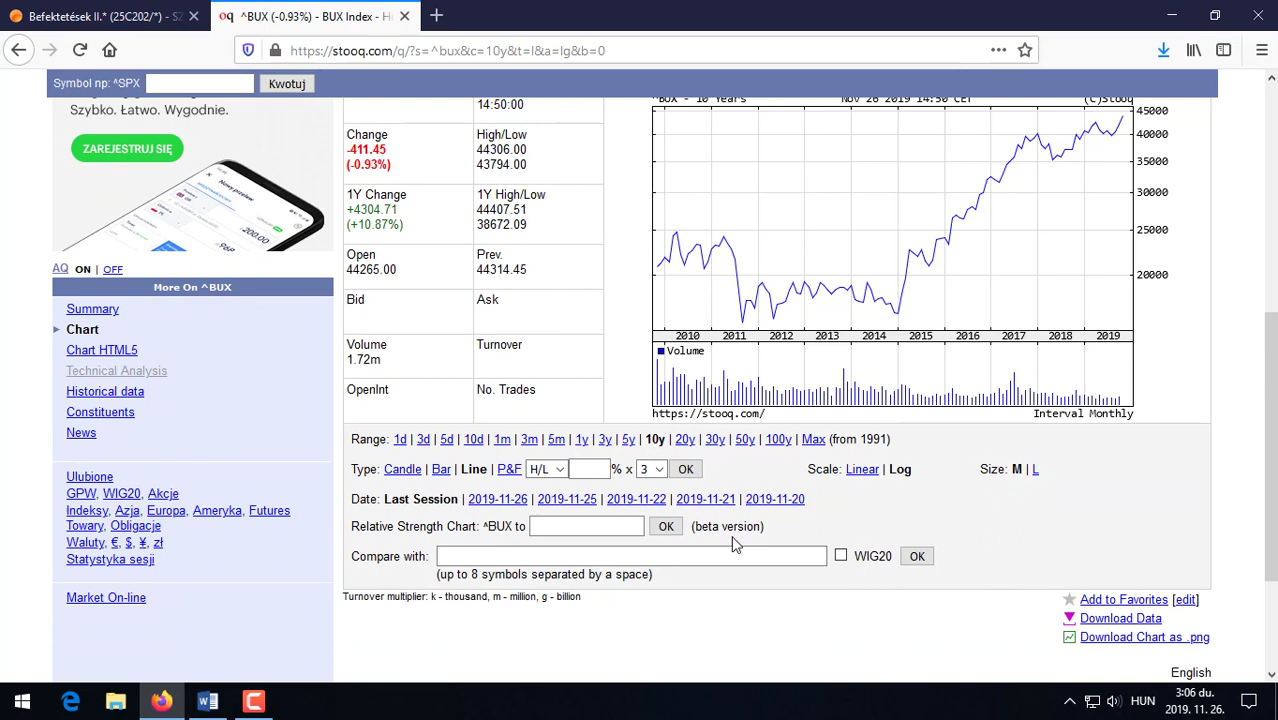 Befektetések II.* (25C202/*) - SZ
oq ^BUX (-0.93%) - BUX Index - H
https://stooq.com/q/?s=^bux&c=10y&t=l&a=lg&b=0
Symbol np: ^SPX
Kwotuj
Szybko. Łatwo. Wygodnie.
ZAREJESTRUJ SIĘ
AQ ON | OFF
More On ^BUX
Summary
Chart
Chart HTML5
Technical Analysis
Historical data
Constituents
News
Ulubione
GPW, WIG20, Akcje
Indeksy, Azja, Europa, Ameryka, Futures
Towary, Obligacje
Waluty, €, $, ¥, zł
Statystyka sesji
Market On-line
14:50:00
Change
-411.45
(-0.93%)
High/Low
44306.00
43794.00
1Y Change
+4304.71
(+10.87%)
1Y High/Low
44407.51
38672.09
Open
44265.00
Prev.
44314.45
Bid
Ask
Volume
1.72m
Turnover
OpenInt
No. Trades
^BUX - 10 Years Nov 26 2019 14:50 CET (C)Stooq
45000
40000
35000
30000
25000
20000
2010 2011 2012 2013 2014 2015 2016 2017 2018 2019
Volume
https://stooq.com/ Interval Monthly
Range: 1d | 3d | 5d | 10d | 1m | 3m | 5m | 1y | 3y | 5y | 10y | 20y | 30y | 50y | 100y | Max (from 1991)
Type: Candle | Bar | Line | P&F H/L % x 3 OK Scale: Linear | Log Size: M | L
Date: Last Session | 2019-11-26 | 2019-11-25 | 2019-11-22 | 2019-11-21 | 2019-11-20
Relative Strength Chart: ^BUX to OK (beta version)
Compare with: WIG20 OK
(up to 8 symbols separated by a space)
Turnover multiplier: k - thousand, m - million, g - billion
Add to Favorites [edit]
Download Data
Download Chart as .png
English
HUN
3:06 du.
2019. 11. 26.